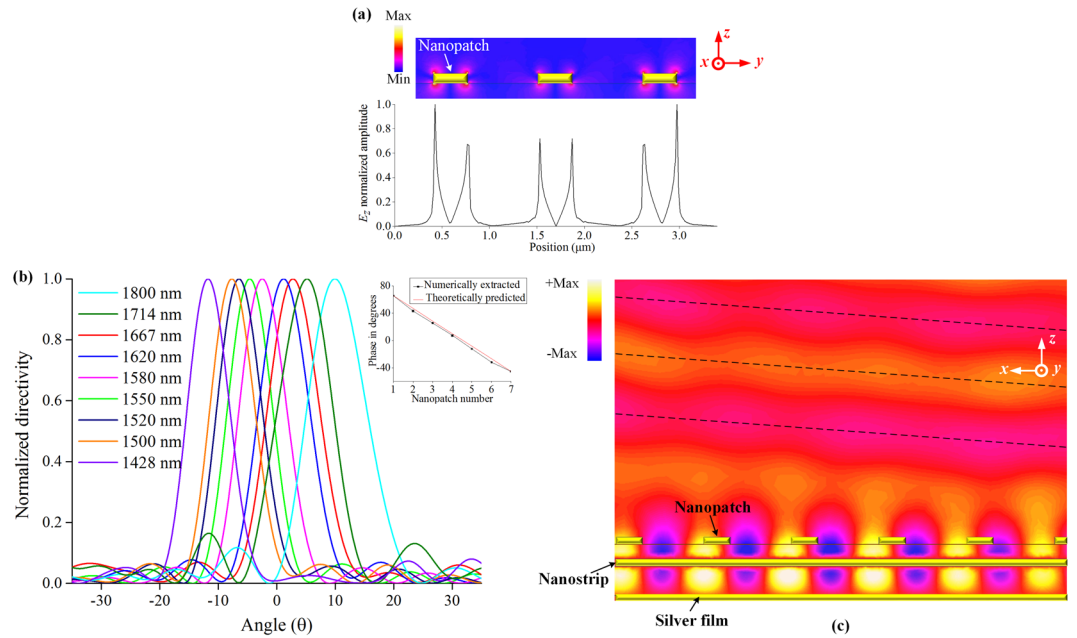 (a)
Max
Min
Nanopatch
z
x
y
Ez normalized amplitude
1.0
0.8
0.6
0.4
0.2
0.0
0.0 0.5 1.0 1.5 2.0 2.5 3.0
Position (μm)
(b)
Normalized directivity
1.0
0.8
0.6
0.4
0.2
0.0
1800 nm
1714 nm
1667 nm
1620 nm
1580 nm
1550 nm
1520 nm
1500 nm
1428 nm
-30 -20 -10 0 10 20 30
Angle (θ)
Phase in degrees
80
40
0
-40
Numerically extracted
Theoretically predicted
1 2 3 4 5 6 7
Nanopatch number
+Max
-Max
z
x
y
Nanopatch
Nanostrip
Silver film
(c)